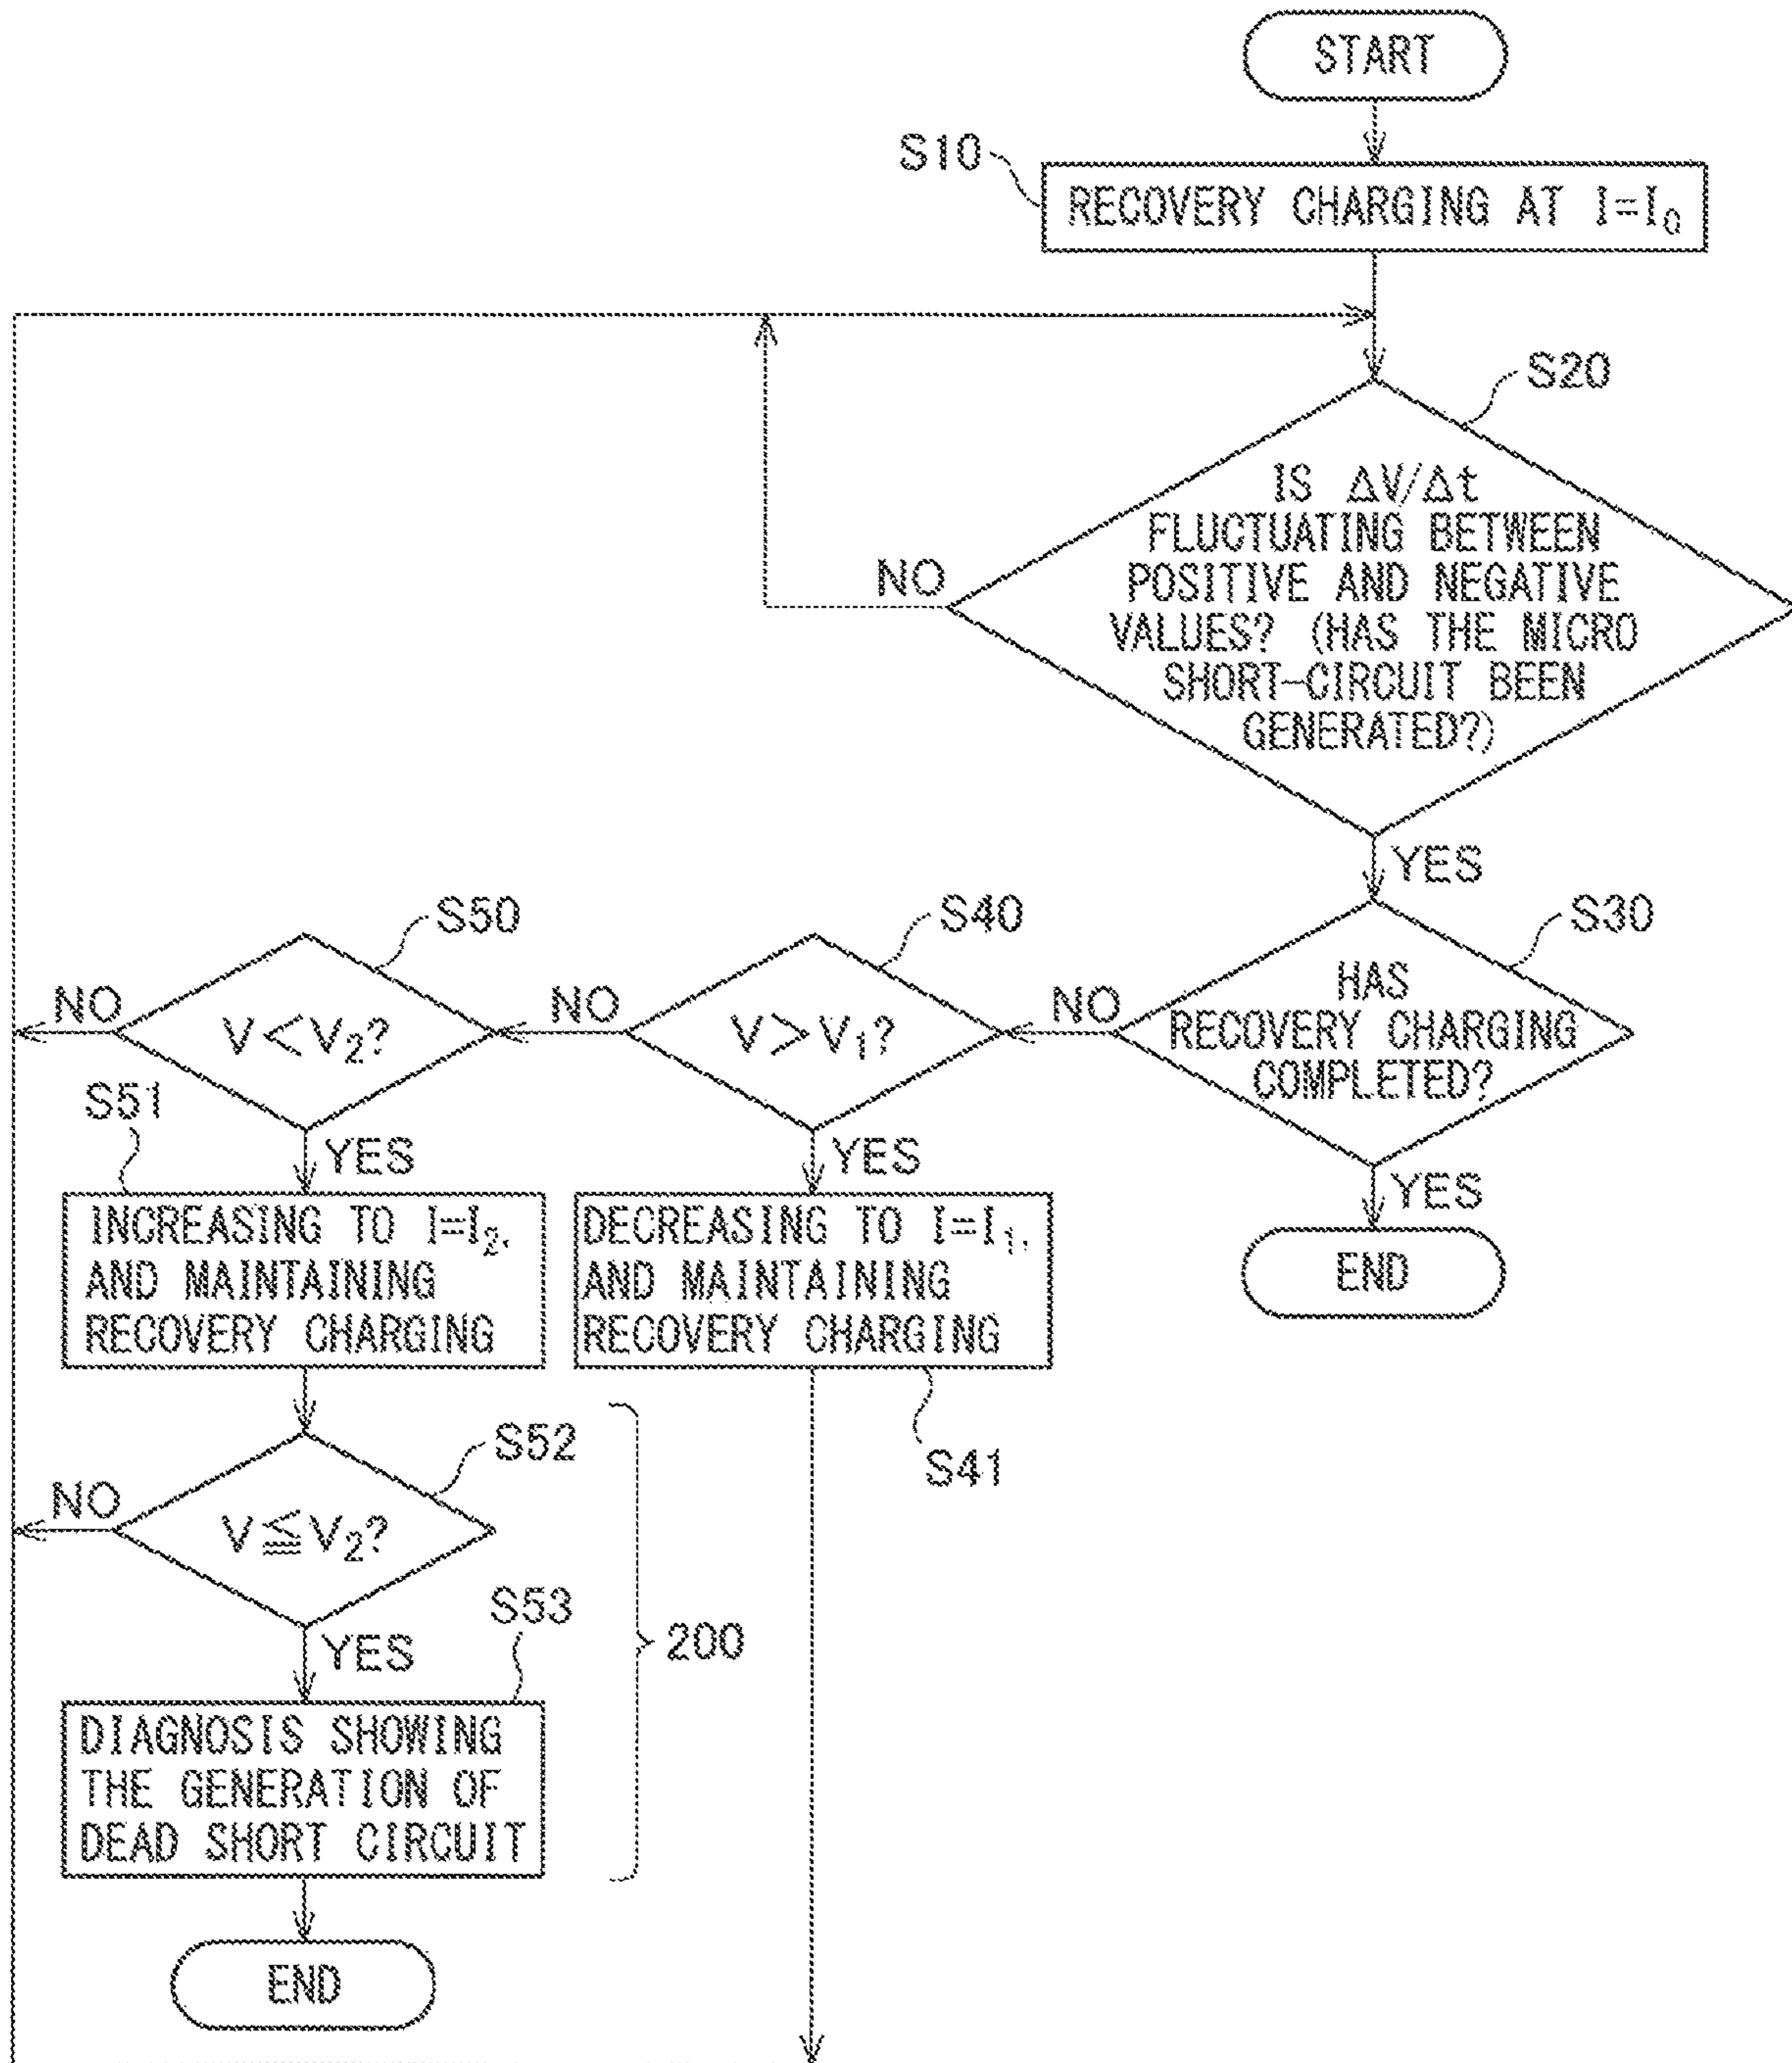 START
S10
RECOVERY CHARGING AT I=I₀
S20
IS ΔV/Δt
FLUCTUATING BETWEEN
POSITIVE AND NEGATIVE
VALUES? (HAS THE MICRO
SHORT-CIRCUIT BEEN
GENERATED?)
NO
YES
S30
HAS
RECOVERY CHARGING
COMPLETED?
NO
YES
END
S40
V>V₁?
NO
YES
DECREASING TO I=I₁,
AND MAINTAINING
RECOVERY CHARGING
S41
S50
V<V₂?
NO
YES
S51
INCREASING TO I=I₂,
AND MAINTAINING
RECOVERY CHARGING
S52
V≦V₂?
NO
YES
S53
DIAGNOSIS SHOWING
THE GENERATION OF
DEAD SHORT CIRCUIT
200
END